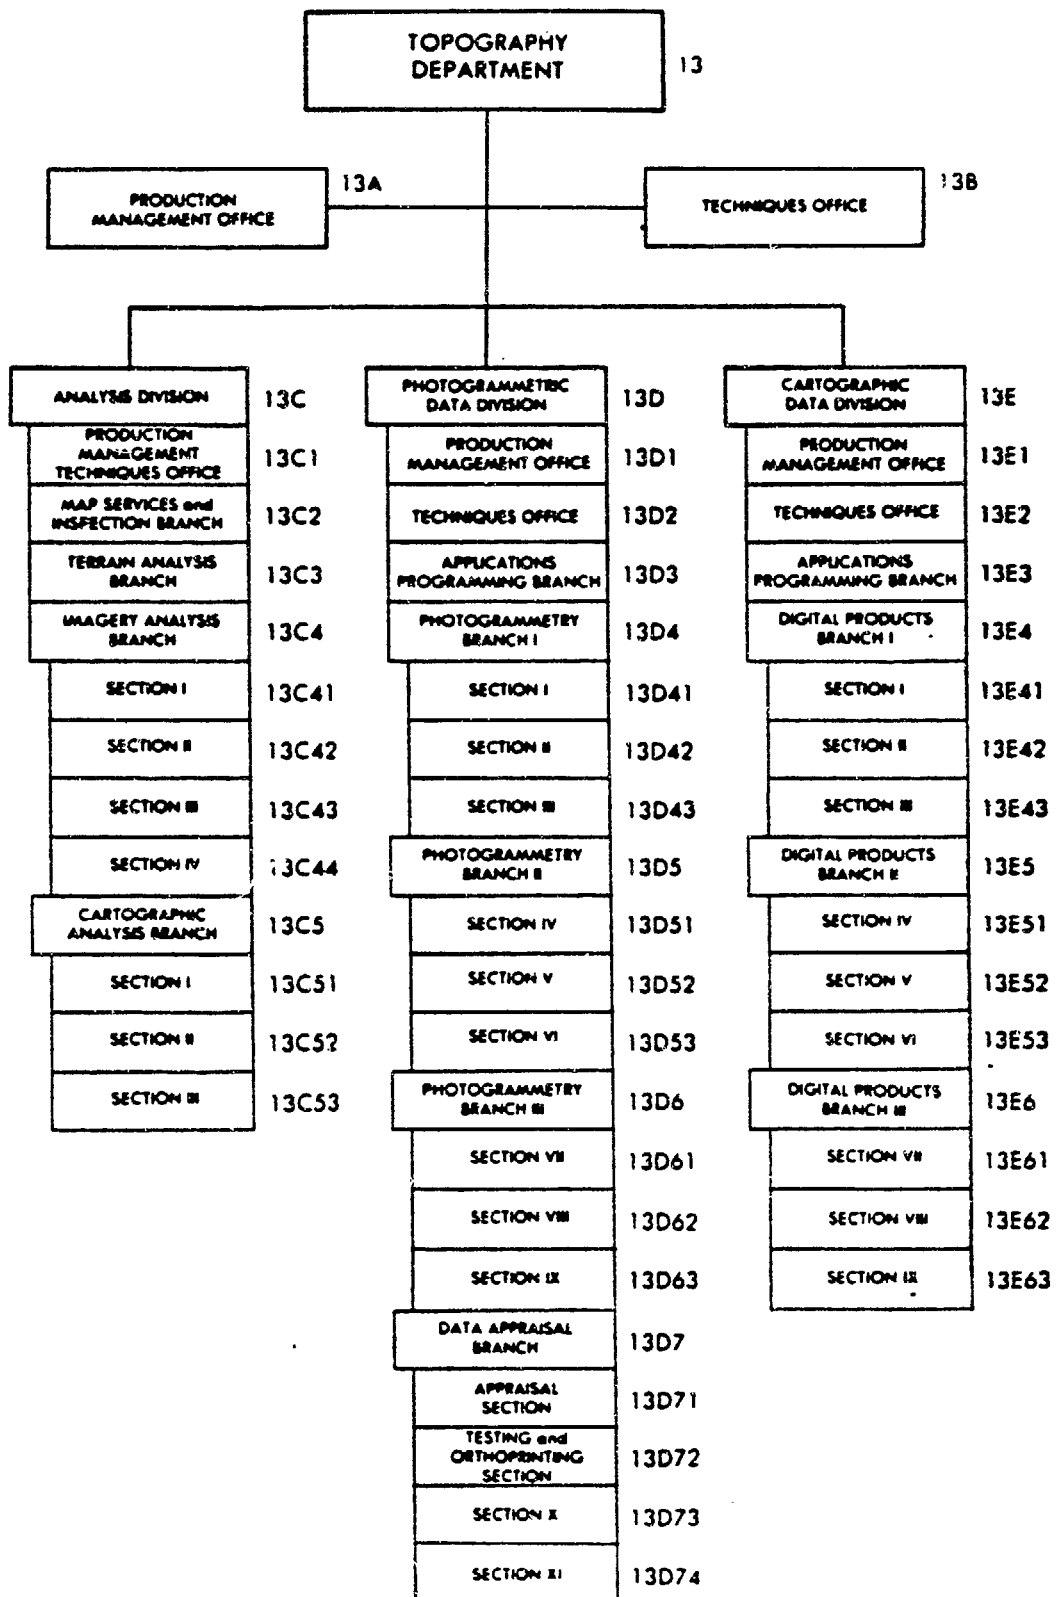 TOPOGRAPHY
DEPARTMENT
13
PRODUCTION
MANAGEMENT OFFICE
13A
TECHNIQUES OFFICE
13B
ANALYSIS DIVISION
13C
PRODUCTION
MANAGEMENT
TECHNIQUES OFFICE
13C1
MAP SERVICES and
INSPECTION BRANCH
13C2
TERRAIN ANALYSIS
BRANCH
13C3
IMAGERY ANALYSIS
BRANCH
13C4
SECTION I
13C41
SECTION II
13C42
SECTION III
13C43
SECTION IV
13C44
CARTOGRAPHIC
ANALYSIS BRANCH
13C5
SECTION I
13C51
SECTION II
13C52
SECTION III
13C53
PHOTOGRAMMETRIC
DATA DIVISION
13D
PRODUCTION
MANAGEMENT OFFICE
13D1
TECHNIQUES OFFICE
13D2
APPLICATIONS
PROGRAMMING BRANCH
13D3
PHOTOGRAMMETRY
BRANCH I
13D4
SECTION I
13D41
SECTION II
13D42
SECTION III
13D43
PHOTOGRAMMETRY
BRANCH II
13D5
SECTION IV
13D51
SECTION V
13D52
SECTION VI
13D53
PHOTOGRAMMETRY
BRANCH III
13D6
SECTION VII
13D61
SECTION VIII
13D62
SECTION IX
13D63
DATA APPRAISAL
BRANCH
13D7
APPRAISAL
SECTION
13D71
TESTING and
ORTHOPRINTING
SECTION
13D72
SECTION X
13D73
SECTION XI
13D74
CARTOGRAPHIC
DATA DIVISION
13E
PRODUCTION
MANAGEMENT OFFICE
13E1
TECHNIQUES OFFICE
13E2
APPLICATIONS
PROGRAMMING BRANCH
13E3
DIGITAL PRODUCTS
BRANCH I
13E4
SECTION I
13E41
SECTION II
13E42
SECTION III
13E43
DIGITAL PRODUCTS
BRANCH II
13E5
SECTION IV
13E51
SECTION V
13E52
SECTION VI
13E53
DIGITAL PRODUCTS
BRANCH III
13E6
SECTION VII
13E61
SECTION VIII
13E62
SECTION IX
13E63